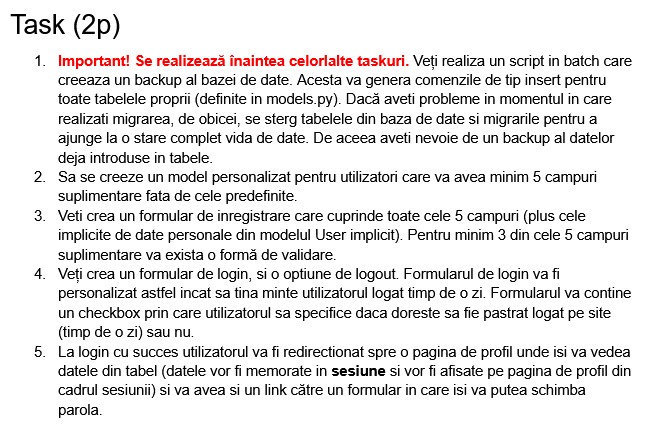 Task (2p)
1. Important! Se realizează înaintea celorlalte taskuri. Veți realiza un script in batch care
creeaza un backup al bazei de date. Acesta va genera comenzile de tip insert pentru
toate tabelele proprii (definite in models.py). Dacă aveti probleme in momentul in care
realizati migrarea, de obicei, se sterg tabelele din baza de date si migrarile pentru a
ajunge la o stare complet vida de date. De aceea aveti nevoie de un backup al datelor
deja introduse in tabele.
2. Sa se creeze un model personalizat pentru utilizatori care va avea minim 5 campuri
suplimentare fata de cele predefinite.
3. Veti crea un formular de inregistrare care cuprinde toate cele 5 campuri (plus cele
implicite de date personale din modelul User implicit). Pentru minim 3 din cele 5 campuri
suplimentare va exista o formă de validare.
4. Veți crea un formular de login, si o optiune de logout. Formularul de login va fi
personalizat astfel incat sa tina minte utilizatorul logat timp de o zi. Formularul va contine
un checkbox prin care utilizatorul sa specifice daca doreste sa fie pastrat logat pe site
(timp de o zi) sau nu.
5. La login cu succes utilizatorul va fi redirectionat spre o pagina de profil unde isi va vedea
datele din tabel (datele vor fi memorate in sesiune si vor fi afisate pe pagina de profil din
cadrul sesiunii) si va avea si un link către un formular in care isi va putea schimba
parola.